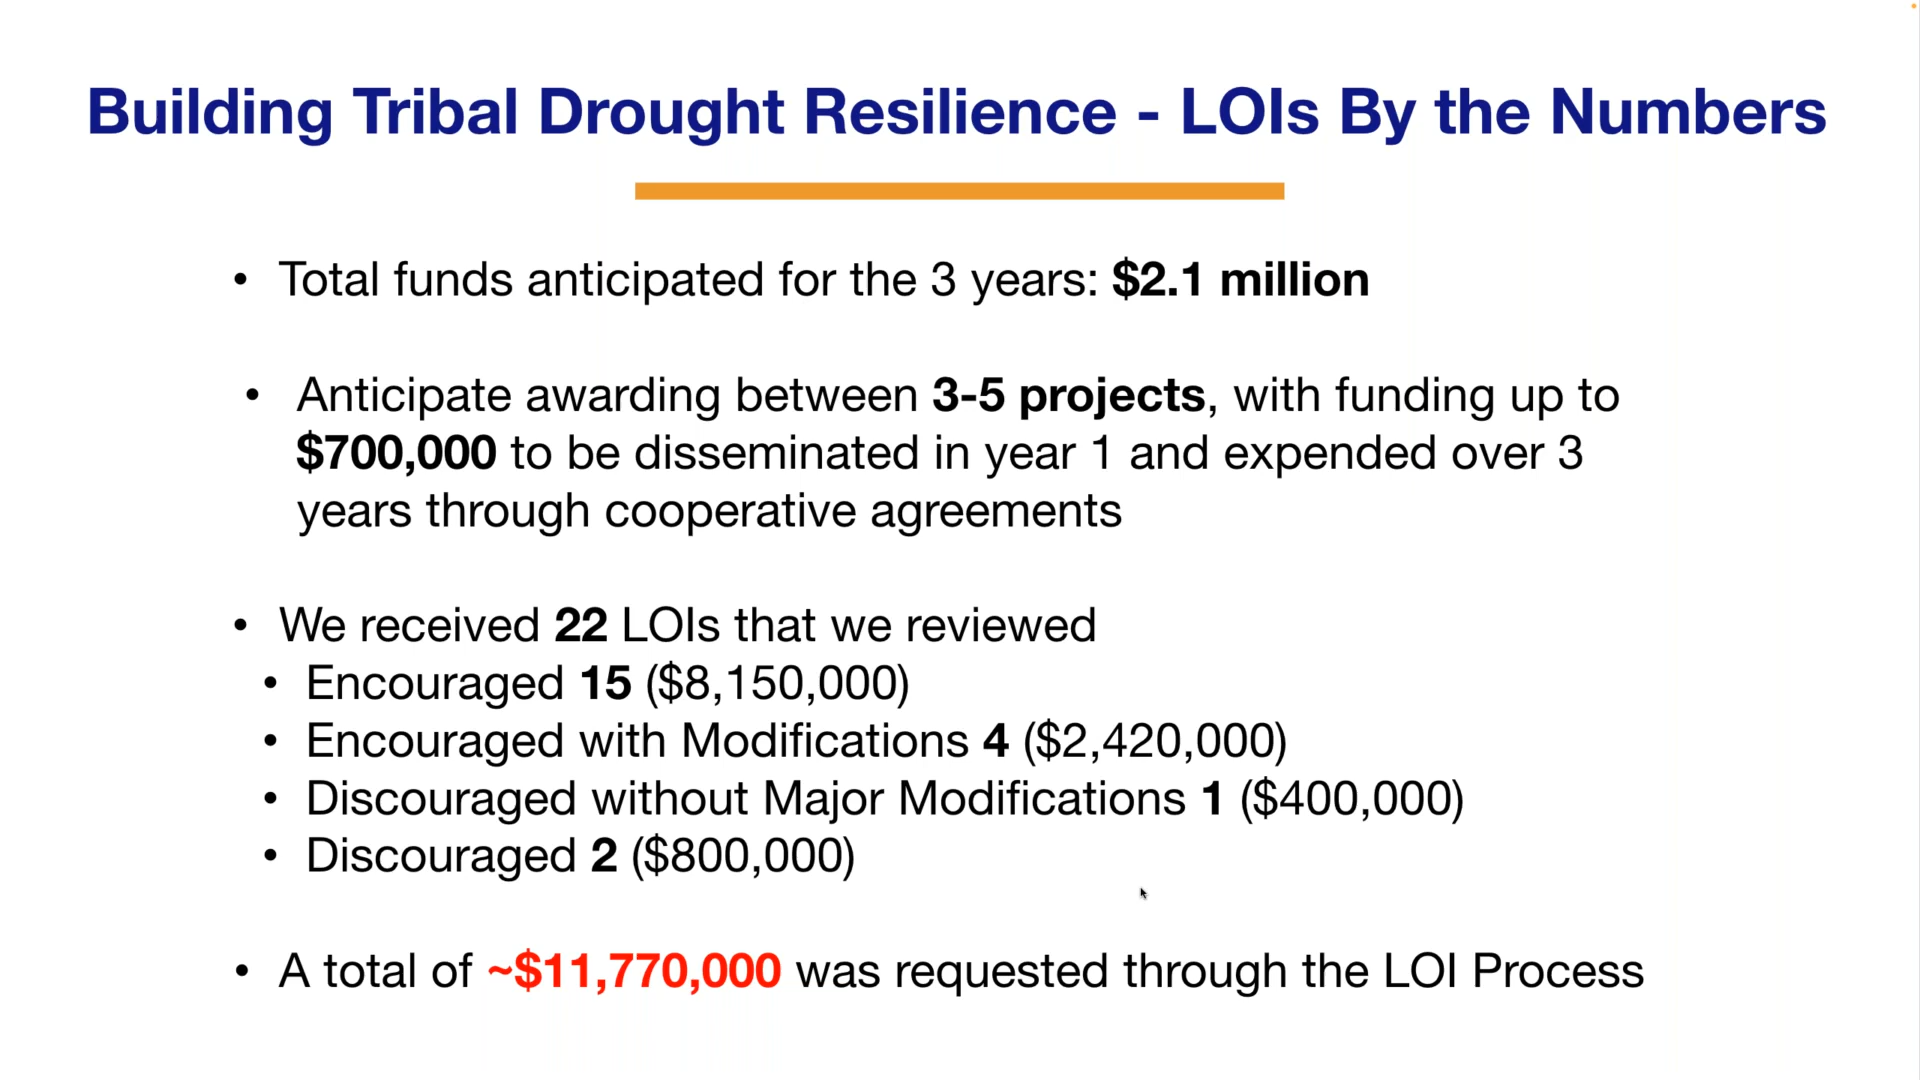 Building Tribal Drought Resilience - LOIs By the Numbers
• Total funds anticipated for the 3 years: $2.1 million
• Anticipate awarding between 3-5 projects, with funding up to
$700,000 to be disseminated in year 1 and expended over 3
years through cooperative agreements
• We received 22 LOIs that we reviewed
• Encouraged 15 ($8,150,000)
• Encouraged with Modifications 4 ($2,420,000)
• Discouraged without Major Modifications 1 ($400,000)
• Discouraged 2 ($800,000)
• A total of ~$11,770,000 was requested through the LOI Process